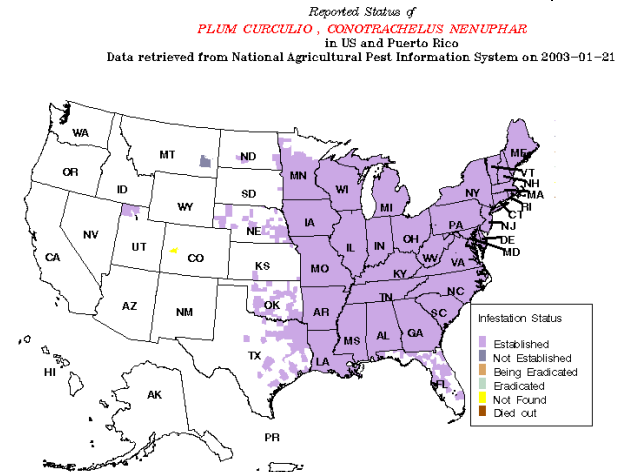 Reported Status of
PLUM CURCULIO , CONOTRACHELUS NENUPHAR
in US and Puerto Rico
Data retrieved from National Agricultural Pest Information System on 2003-01-21
WA
MT
ND
MN
ME
OR
ID
SD
WI
VT
NH
WY
MI
NY
MA
RI
CT
NV
NE
IA
PA
NJ
UT
CO
IL
IN
OH
DE
MD
CA
KS
MO
WV
VA
KY
AZ
NM
OK
AR
TN
NC
SC
TX
LA
MS
AL
GA
FL
HI
AK
PR
Infestation Status
Established
Not Established
Being Eradicated
Eradicated
Not Found
Died out